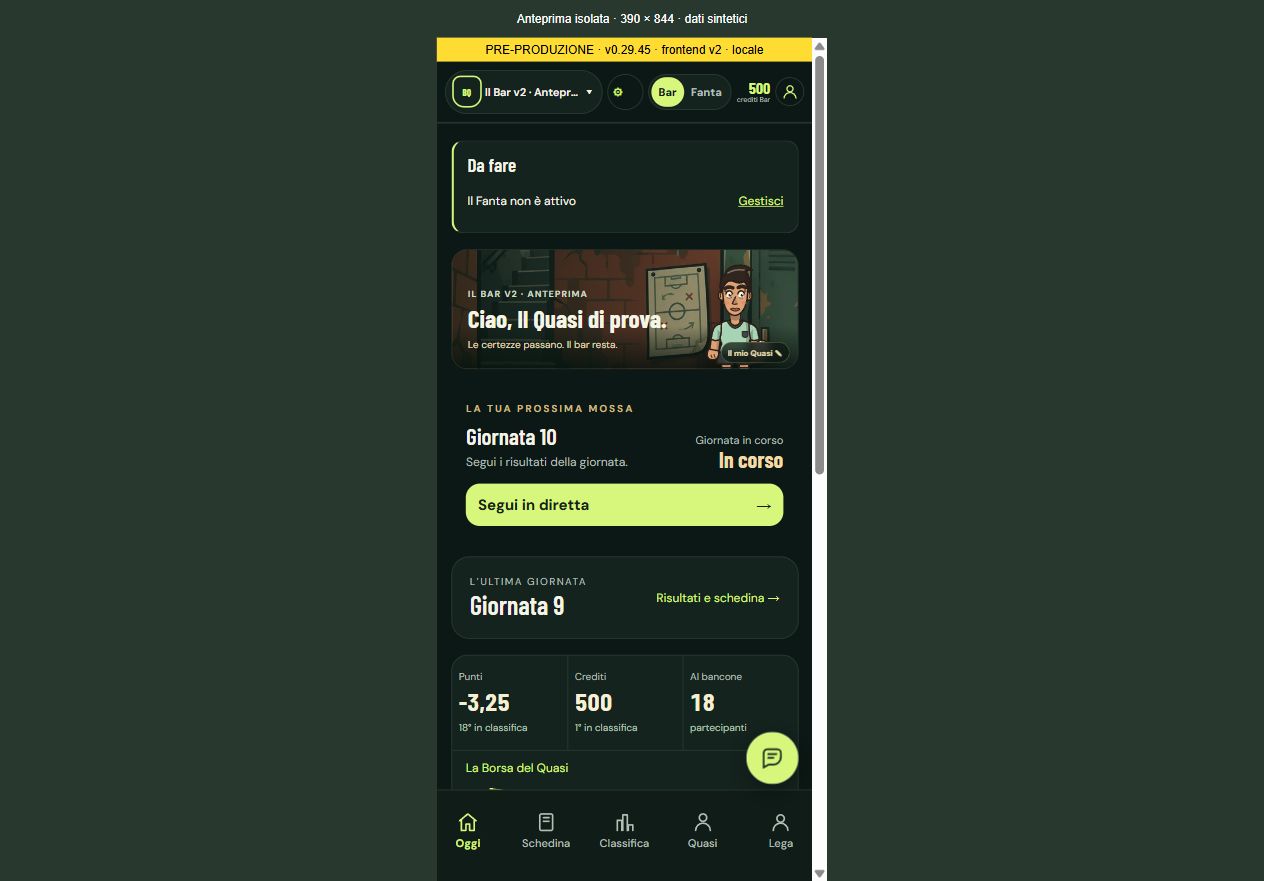 Anteprima isolata · 390 × 844 · dati sintetici
PRE-PRODUZIONE · v0.29.45 · frontend v2 · locale
BQ
Il Bar v2 · Antepr...
Bar
Fanta
500
crediti Bar
Da fare
Il Fanta non è attivo
Gestisci
IL BAR V2 · ANTEPRIMA
Ciao, Il Quasi di prova.
Le certezze passano. Il bar resta.
Il mio Quasi
LA TUA PROSSIMA MOSSA
Giornata 10
Giornata in corso
Segui i risultati della giornata.
In corso
Segui in diretta →
L'ULTIMA GIORNATA
Giornata 9
Risultati e schedina →
Punti
-3,25
18° in classifica
Crediti
500
1° in classifica
Al bancone
18
partecipanti
La Borsa del Quasi
Oggi
Schedina
Classifica
Quasi
Lega